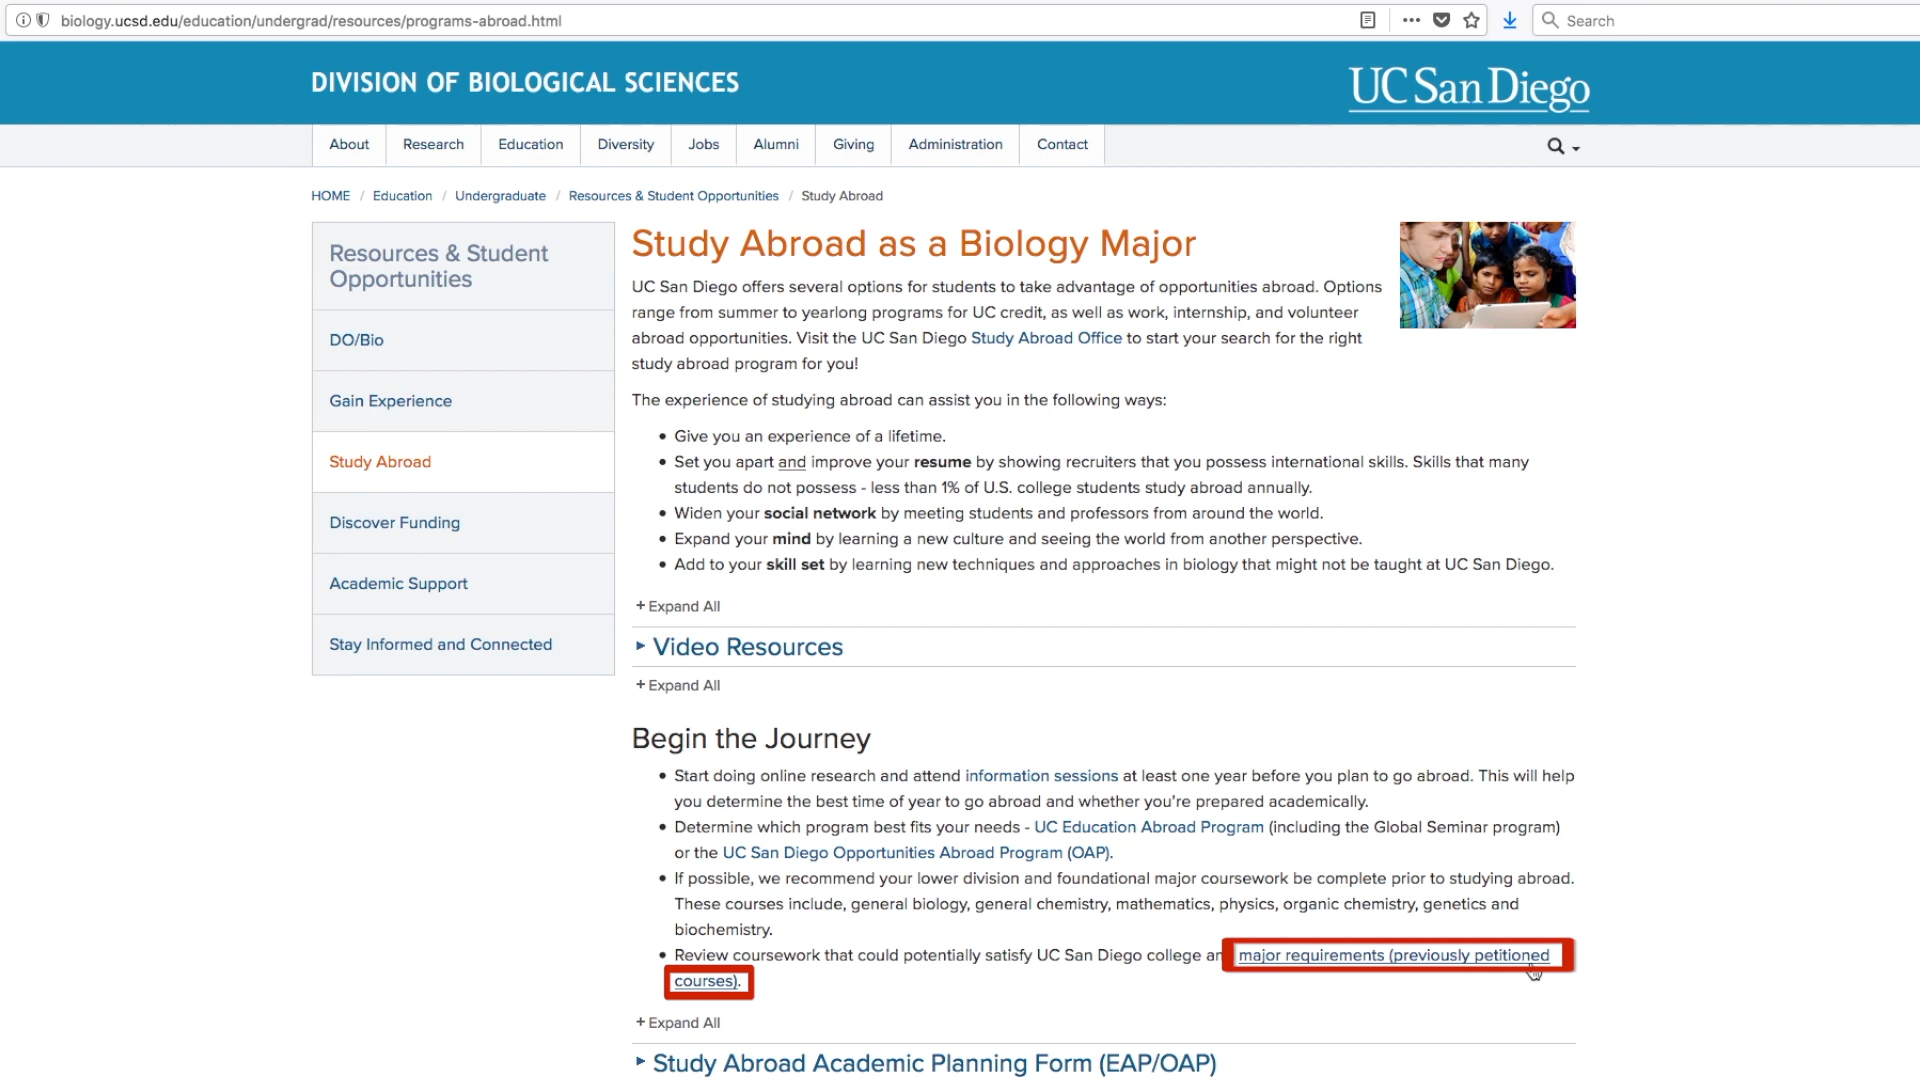 biology.ucsd.edu/education/undergrad/resources/programs-abroad.html
Search
DIVISION OF BIOLOGICAL SCIENCES
UC San Diego
About Research Education Diversity Jobs Alumni Giving Administration Contact
HOME / Education / Undergraduate / Resources & Student Opportunities / Study Abroad
Resources & Student
Opportunities
DO/Bio
Gain Experience
Study Abroad
Discover Funding
Academic Support
Stay Informed and Connected
Study Abroad as a Biology Major
UC San Diego offers several options for students to take advantage of opportunities abroad. Options
range from summer to yearlong programs for UC credit, as well as work, internship, and volunteer
abroad opportunities. Visit the UC San Diego Study Abroad Office to start your search for the right
study abroad program for you!
The experience of studying abroad can assist you in the following ways:
• Give you an experience of a lifetime.
• Set you apart and improve your resume by showing recruiters that you possess international skills. Skills that many
students do not possess - less than 1% of U.S. college students study abroad annually.
• Widen your social network by meeting students and professors from around the world.
• Expand your mind by learning a new culture and seeing the world from another perspective.
• Add to your skill set by learning new techniques and approaches in biology that might not be taught at UC San Diego.
+ Expand All
Video Resources
+ Expand All
Begin the Journey
• Start doing online research and attend information sessions at least one year before you plan to go abroad. This will help
you determine the best time of year to go abroad and whether you're prepared academically.
• Determine which program best fits your needs - UC Education Abroad Program (including the Global Seminar program)
or the UC San Diego Opportunities Abroad Program (OAP).
• If possible, we recommend your lower division and foundational major coursework be complete prior to studying abroad.
These courses include, general biology, general chemistry, mathematics, physics, organic chemistry, genetics and
biochemistry.
• Review coursework that could potentially satisfy UC San Diego college an major requirements (previously petitioned
courses).
+ Expand All
Study Abroad Academic Planning Form (EAP/OAP)